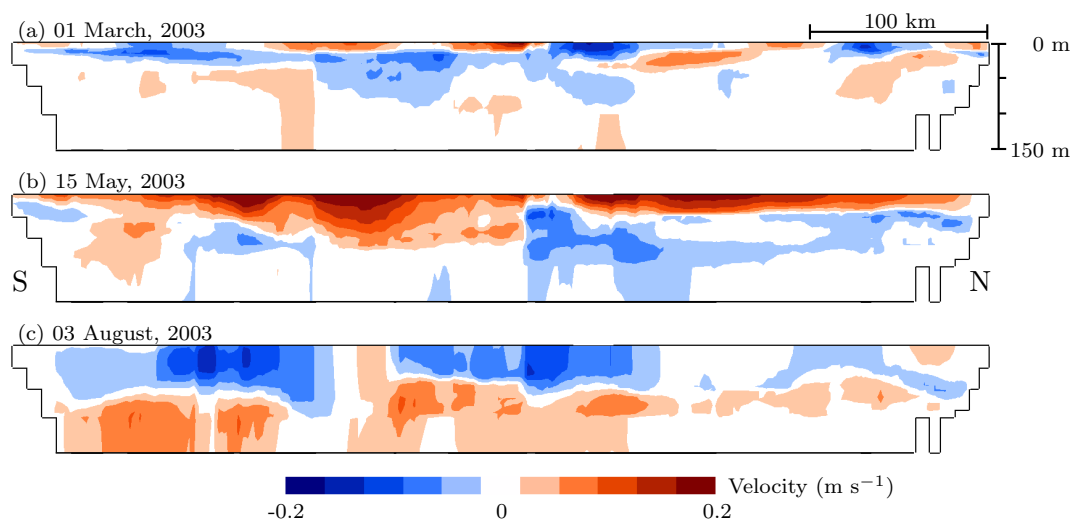 (a) 01 March, 2003
100 km
0 m
150 m
(b) 15 May, 2003
S
N
(c) 03 August, 2003
Velocity (m s⁻¹)
-0.2
0
0.2